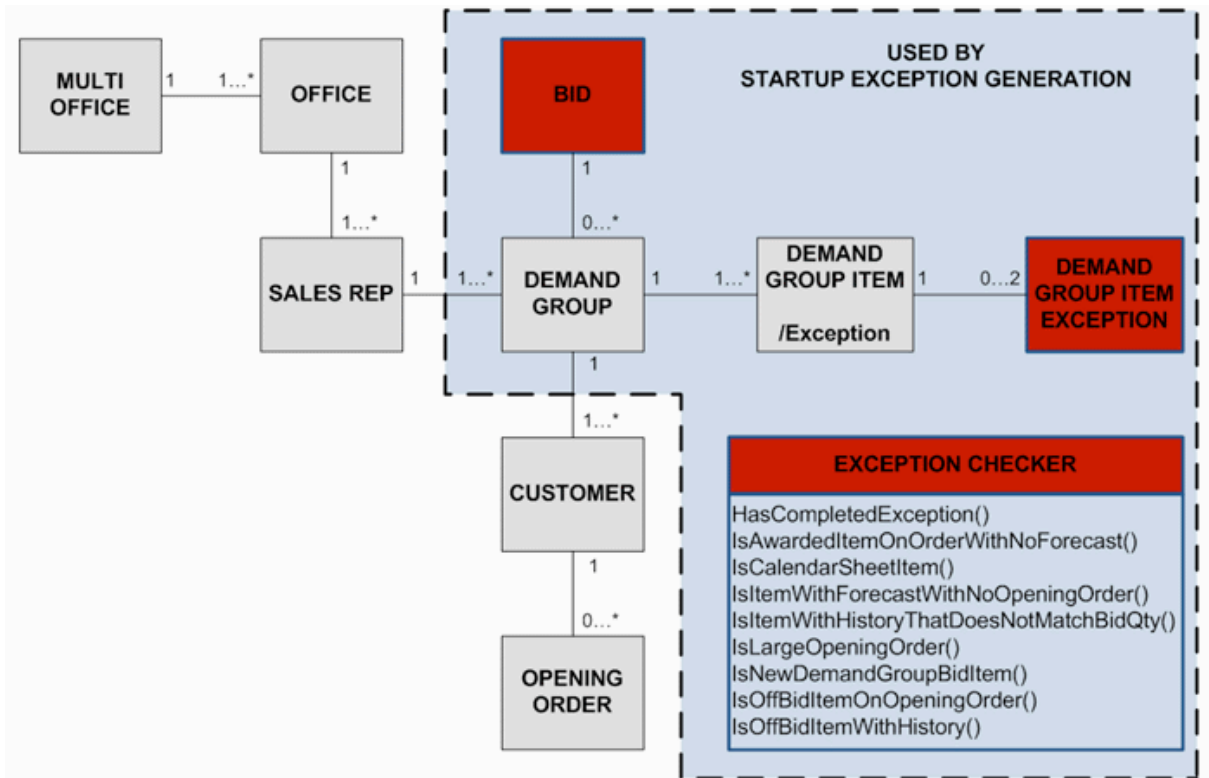 MULTI
OFFICE
1
1...*
OFFICE
BID
USED BY
STARTUP EXCEPTION GENERATION
1
1...*
1
0...*
SALES REP
1
1...*
DEMAND
GROUP
1
1...*
DEMAND
GROUP ITEM
/Exception
1
0...2
DEMAND
GROUP ITEM
EXCEPTION
1
1...*
CUSTOMER
1
0...*
OPENING
ORDER
EXCEPTION CHECKER
HasCompletedException()
IsAwardedItemOnOrderWithNoForecast()
IsCalendarSheetItem()
IsItemWithForecastWithNoOpeningOrder()
IsItemWithHistoryThatDoesNotMatchBidQty()
IsLargeOpeningOrder()
IsNewDemandGroupBidItem()
IsOffBidItemOnOpeningOrder()
IsOffBidItemWithHistory()